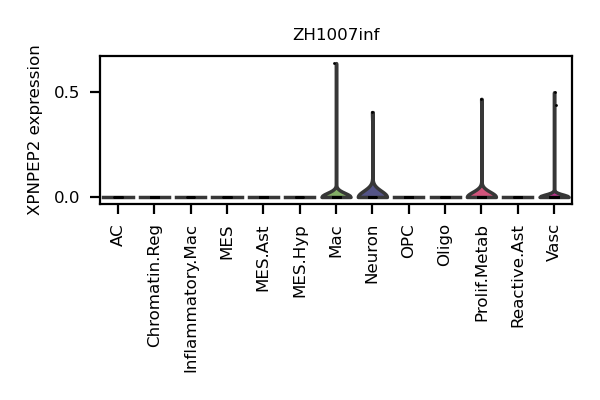 ZH1007inf
XPNPEP2 expression
0.5
0.0
AC
Chromatin.Reg
Inflammatory.Mac
MES
MES.Ast
MES.Hyp
Mac
Neuron
OPC
Oligo
Prolif.Metab
Reactive.Ast
Vasc